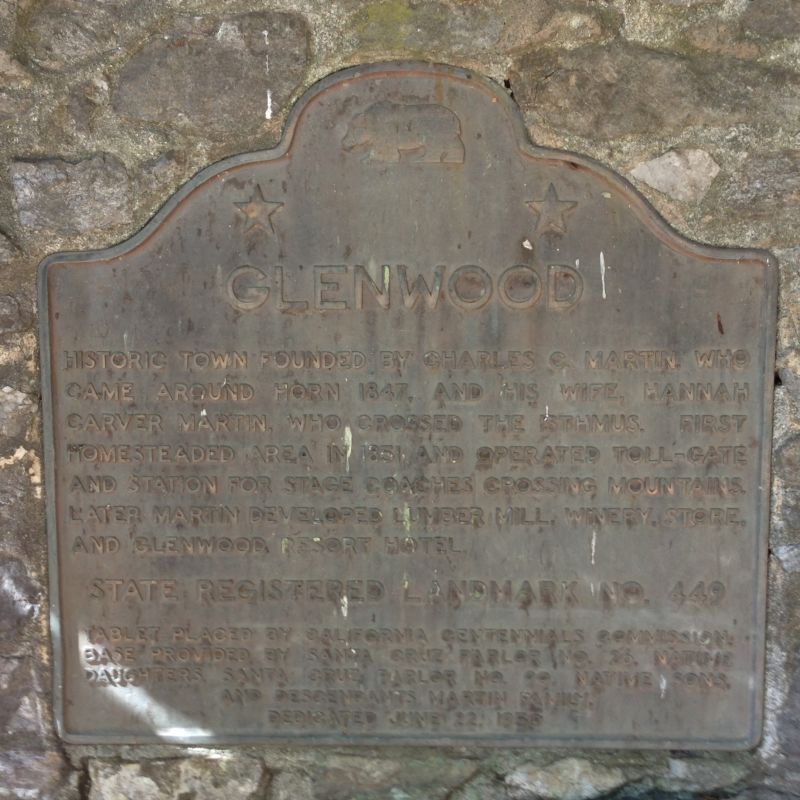 GLENWOOD
HISTORIC TOWN FOUNDED BY CHARLES C. MARTIN, WHO
CAME AROUND HORN 1847, AND HIS WIFE, HANNAH
CARVER MARTIN, WHO CROSSED THE ISTHMUS. FIRST
HOMESTEADED AREA IN 1851 AND OPERATED TOLL-GATE
AND STATION FOR STAGE COACHES CROSSING MOUNTAINS.
LATER MARTIN DEVELOPED LUMBER MILL, WINERY, STORE,
AND GLENWOOD RESORT HOTEL.
STATE REGISTERED LANDMARK NO. 449
TABLET PLACED BY CALIFORNIA CENTENNIALS COMMISSION.
BASE PROVIDED BY SANTA CRUZ PARLOR NO. 26, NATIVE
DAUGHTERS, SANTA CRUZ PARLOR NO. 90, NATIVE SONS,
AND DESCENDANTS MARTIN FAMILY.
DEDICATED JUNE 22,